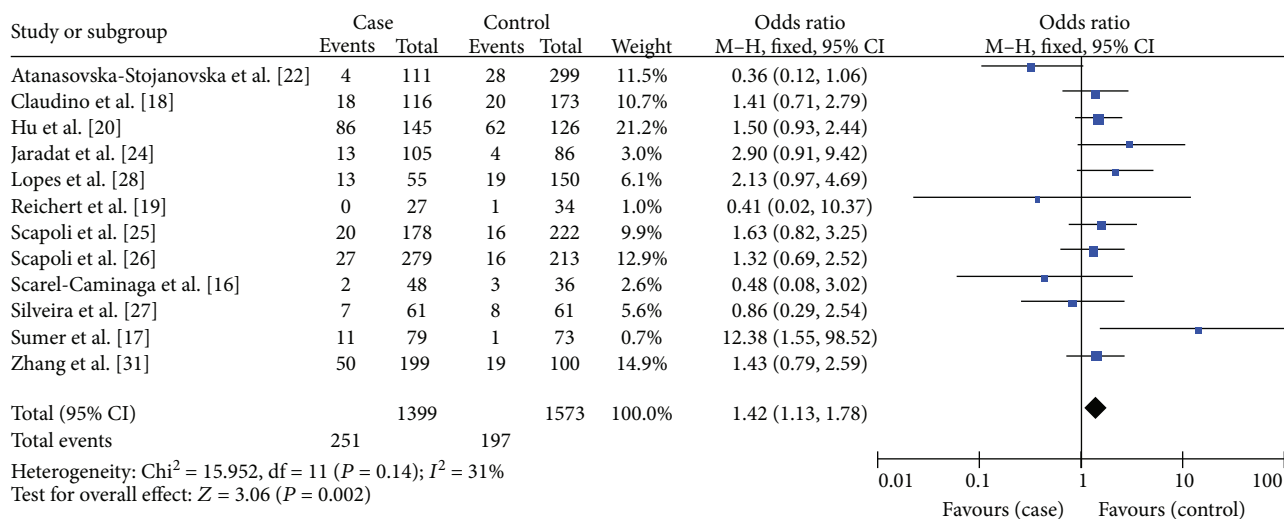 Study or subgroup Case Control Weight Odds ratio Odds ratio
Events Total Events Total M–H, fixed, 95% CI M–H, fixed, 95% CI
Atanasovska-Stojanovska et al. [22] 4 111 28 299 11.5% 0.36 (0.12, 1.06)
Claudino et al. [18] 18 116 20 173 10.7% 1.41 (0.71, 2.79)
Hu et al. [20] 86 145 62 126 21.2% 1.50 (0.93, 2.44)
Jaradat et al. [24] 13 105 4 86 3.0% 2.90 (0.91, 9.42)
Lopes et al. [28] 13 55 19 150 6.1% 2.13 (0.97, 4.69)
Reichert et al. [19] 0 27 1 34 1.0% 0.41 (0.02, 10.37)
Scapoli et al. [25] 20 178 16 222 9.9% 1.63 (0.82, 3.25)
Scapoli et al. [26] 27 279 16 213 12.9% 1.32 (0.69, 2.52)
Scarel-Caminaga et al. [16] 2 48 3 36 2.6% 0.48 (0.08, 3.02)
Silveira et al. [27] 7 61 8 61 5.6% 0.86 (0.29, 2.54)
Sumer et al. [17] 11 79 1 73 0.7% 12.38 (1.55, 98.52)
Zhang et al. [31] 50 199 19 100 14.9% 1.43 (0.79, 2.59)
Total (95% CI) 1399 1573 100.0% 1.42 (1.13, 1.78)
Total events 251 197
Heterogeneity: Chi² = 15.952, df = 11 (P = 0.14); I² = 31%
Test for overall effect: Z = 3.06 (P = 0.002)
0.01 0.1 1 10 100
Favours (case) Favours (control)